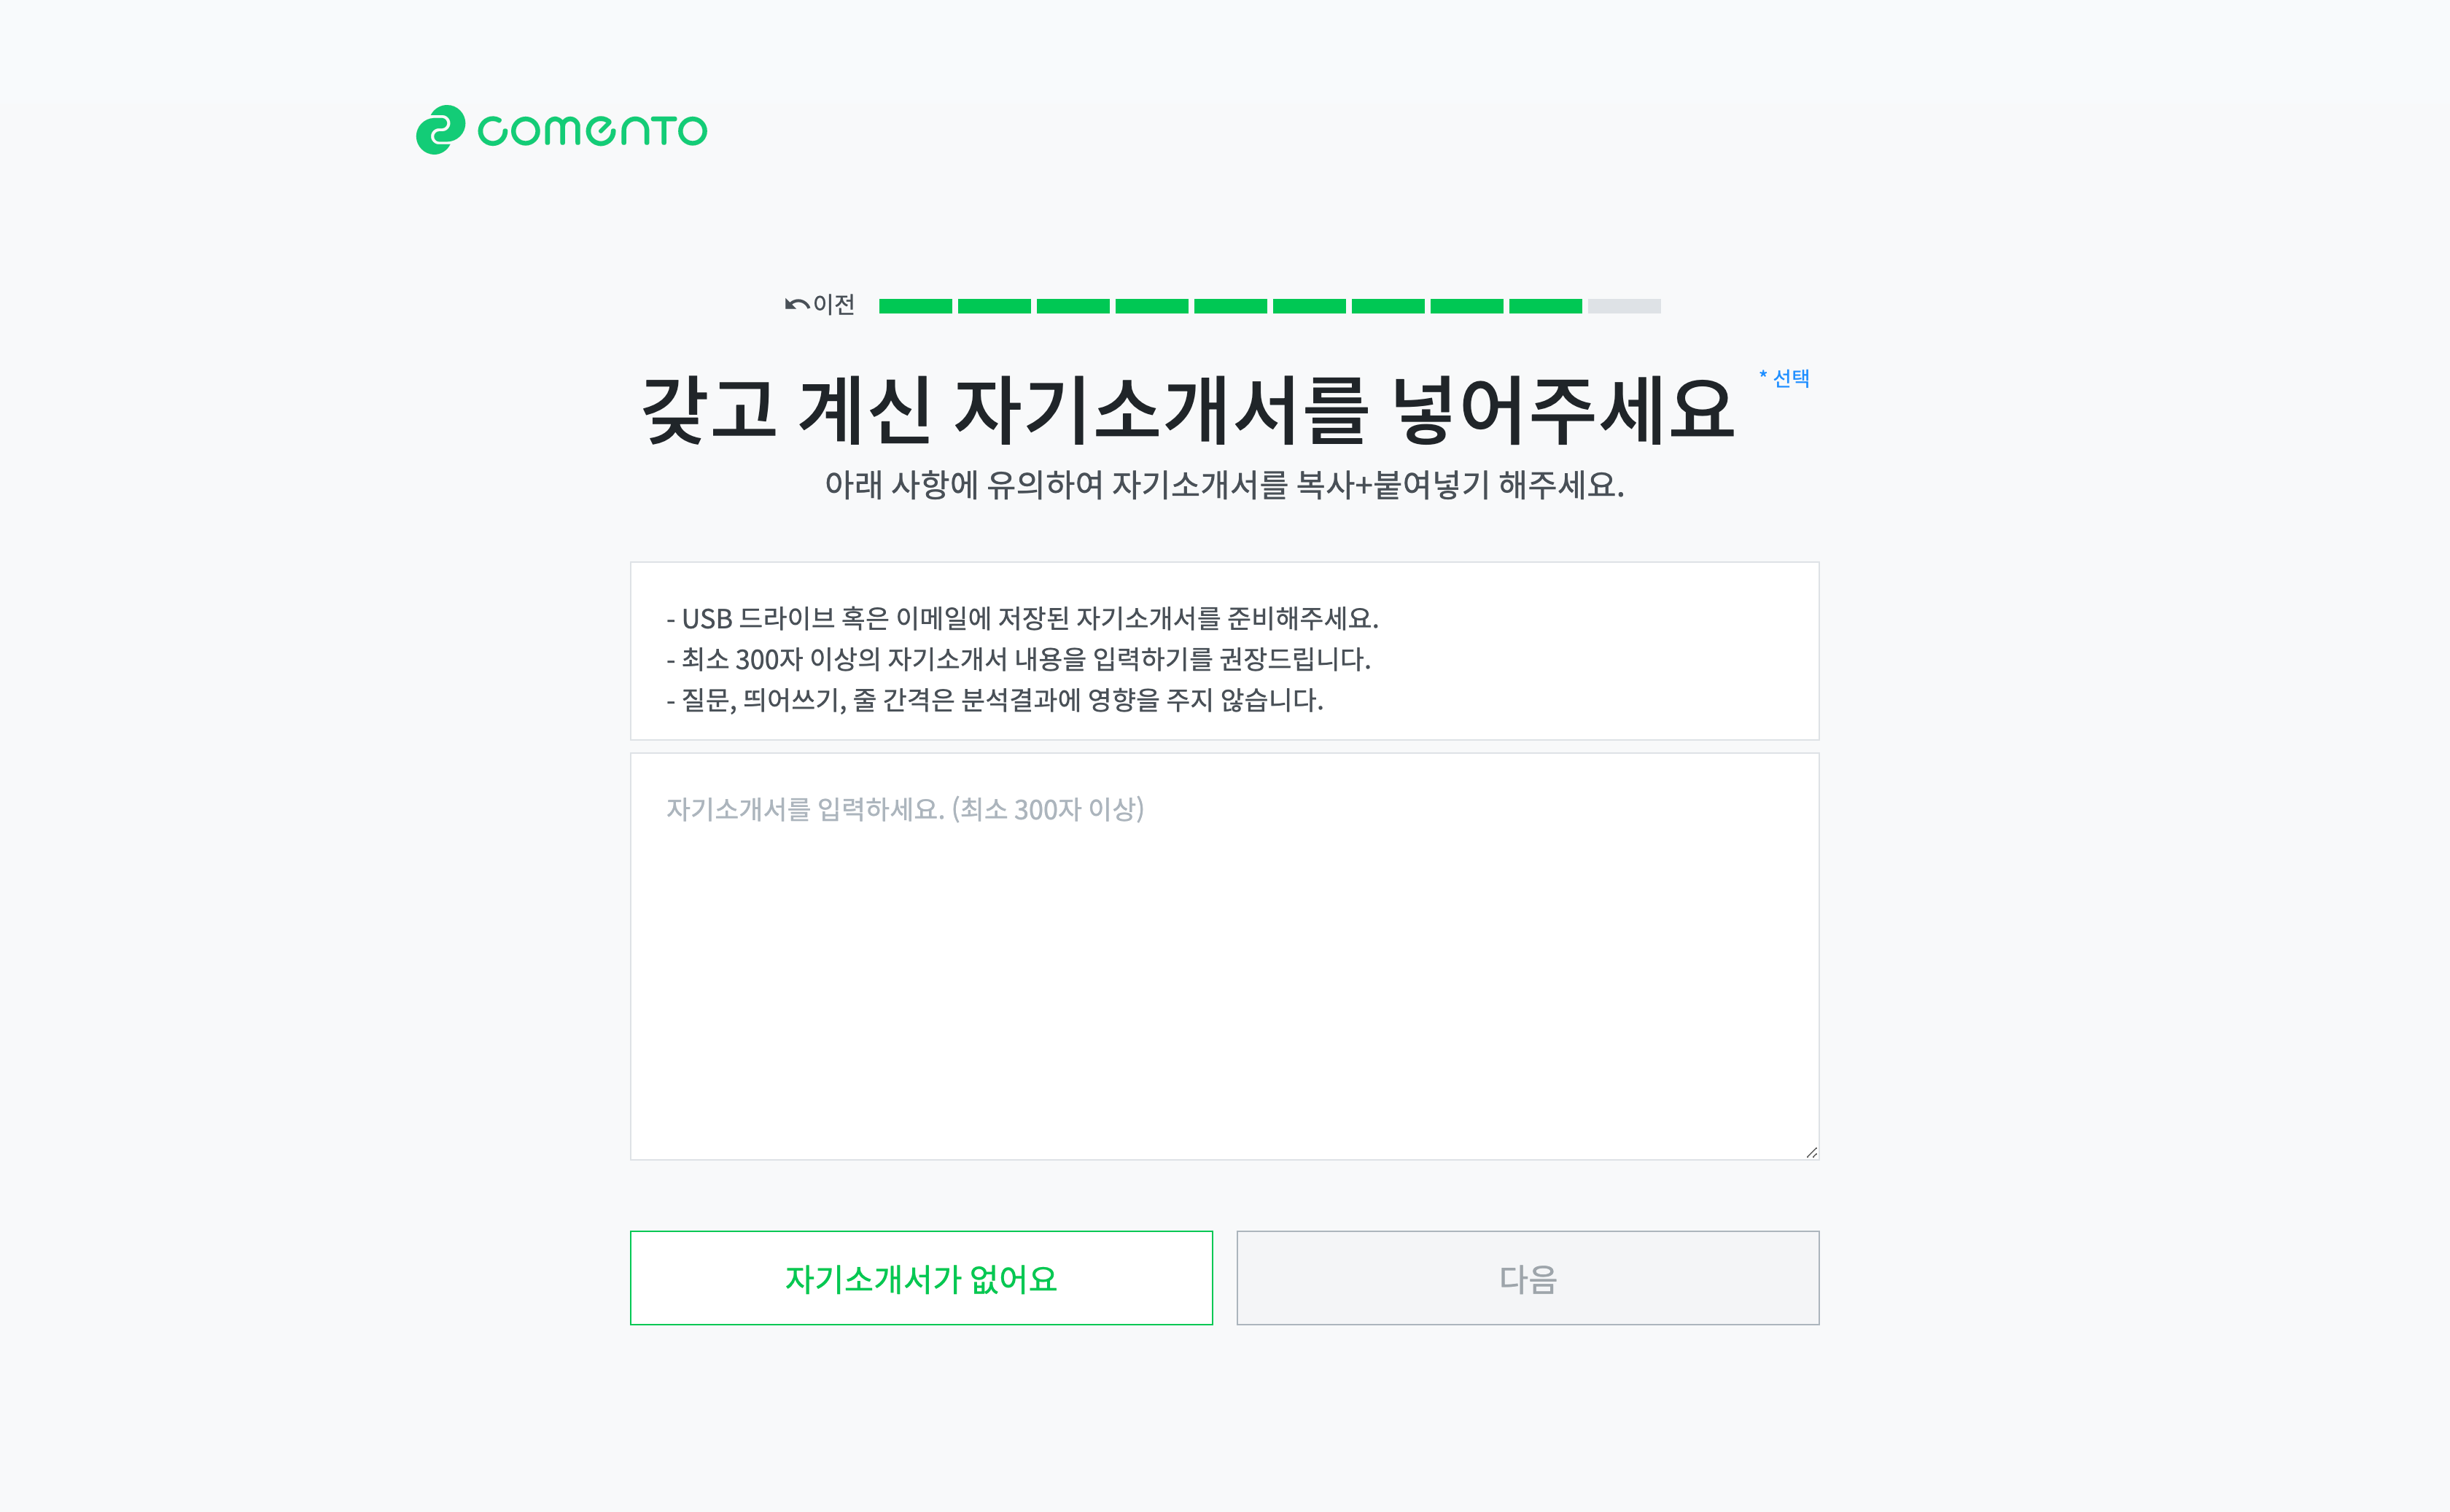 comento
이전
갖고 계신 자기소개서를 넣어주세요 * 선택
아래 사항에 유의하여 자기소개서를 복사+붙여넣기 해주세요.
- USB 드라이브 혹은 이메일에 저장된 자기소개서를 준비해주세요.
- 최소 300자 이상의 자기소개서 내용을 입력하기를 권장드립니다.
- 질문, 띄어쓰기, 줄 간격은 분석결과에 영향을 주지 않습니다.
자기소개서를 입력하세요. (최소 300자 이상)
자기소개서가 없어요
다음